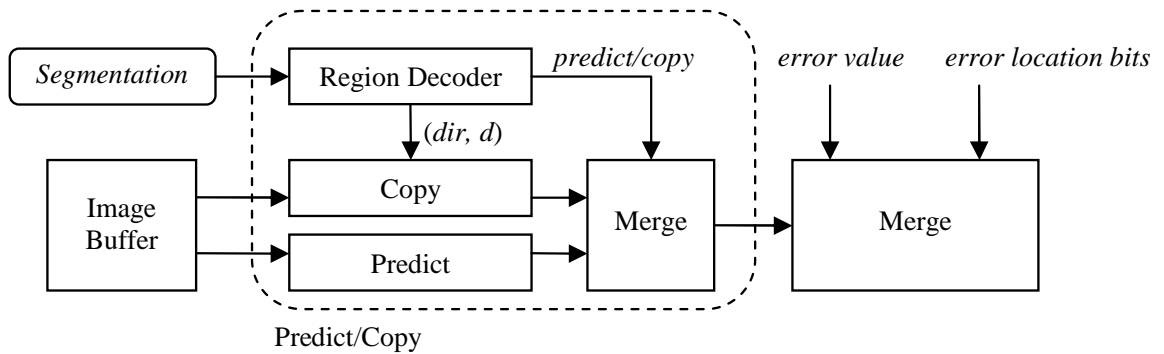 Segmentation
Region Decoder
predict/copy
error value
error location bits
(dir, d)
Image
Buffer
Copy
Predict
Merge
Merge
Predict/Copy